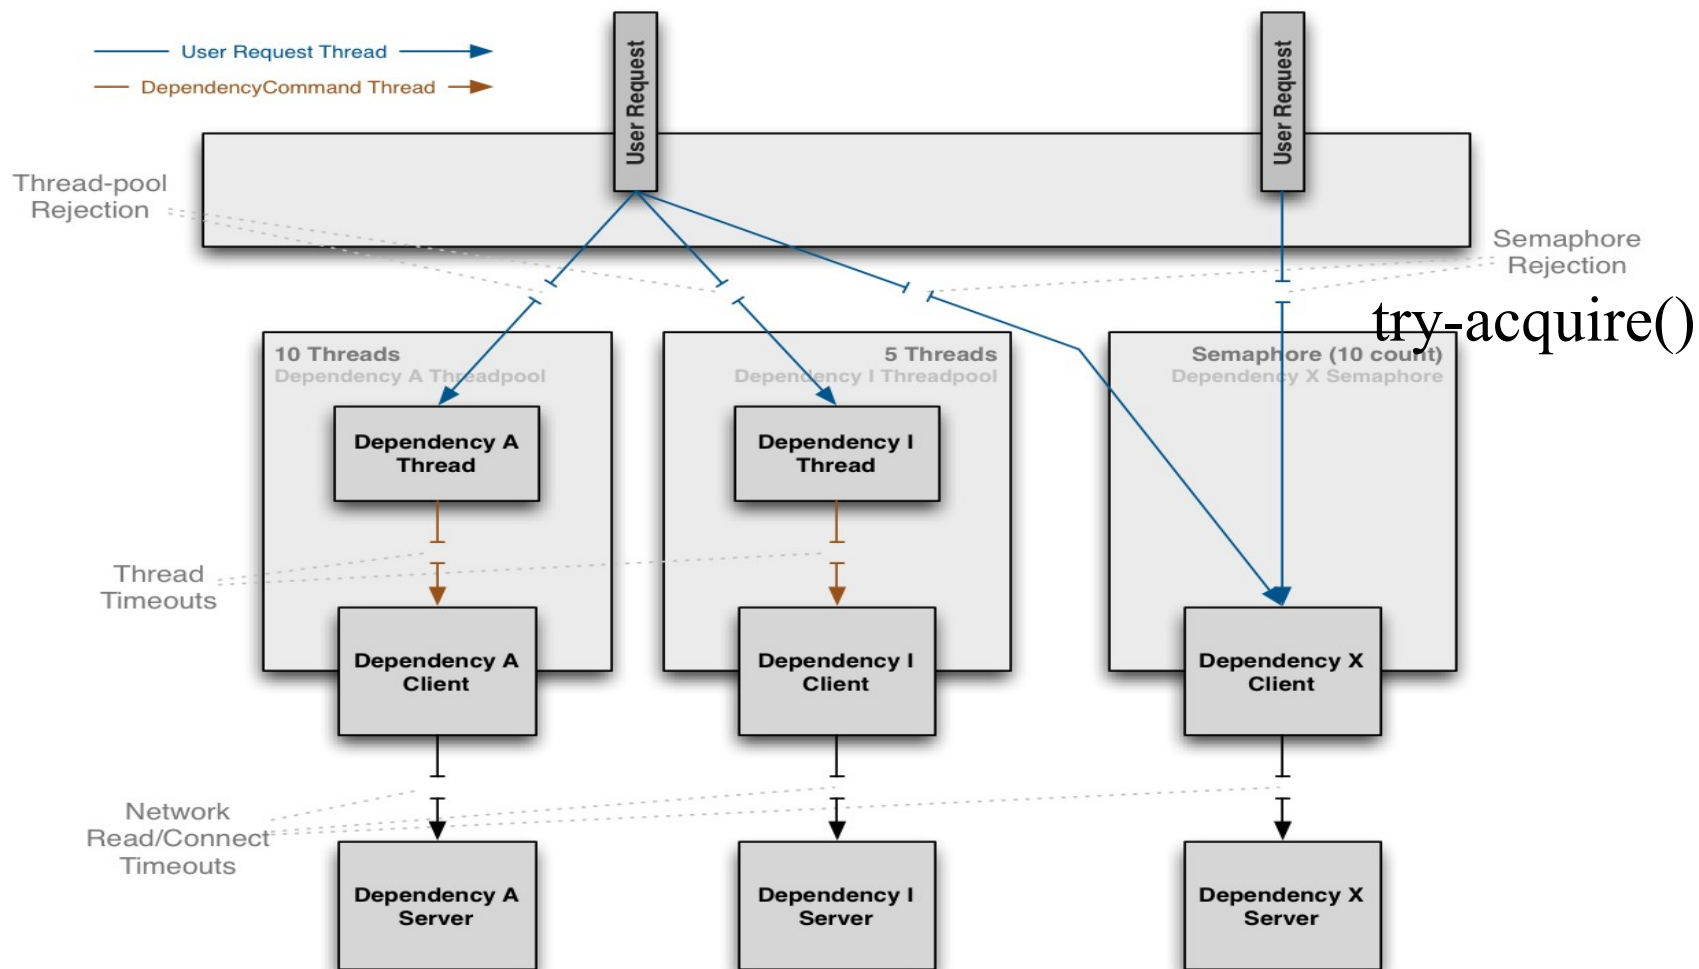 User Request Thread
DependencyCommand Thread
User Request
User Request
Thread-pool
Rejection
Semaphore
Rejection
try-acquire()
10 Threads
Dependency A Threadpool
5 Threads
Dependency I Threadpool
Semaphore (10 count)
Dependency X Semaphore
Dependency A
Thread
Dependency I
Thread
Thread
Timeouts
Dependency A
Client
Dependency I
Client
Dependency X
Client
Network
Read/Connect
Timeouts
Dependency A
Server
Dependency I
Server
Dependency X
Server